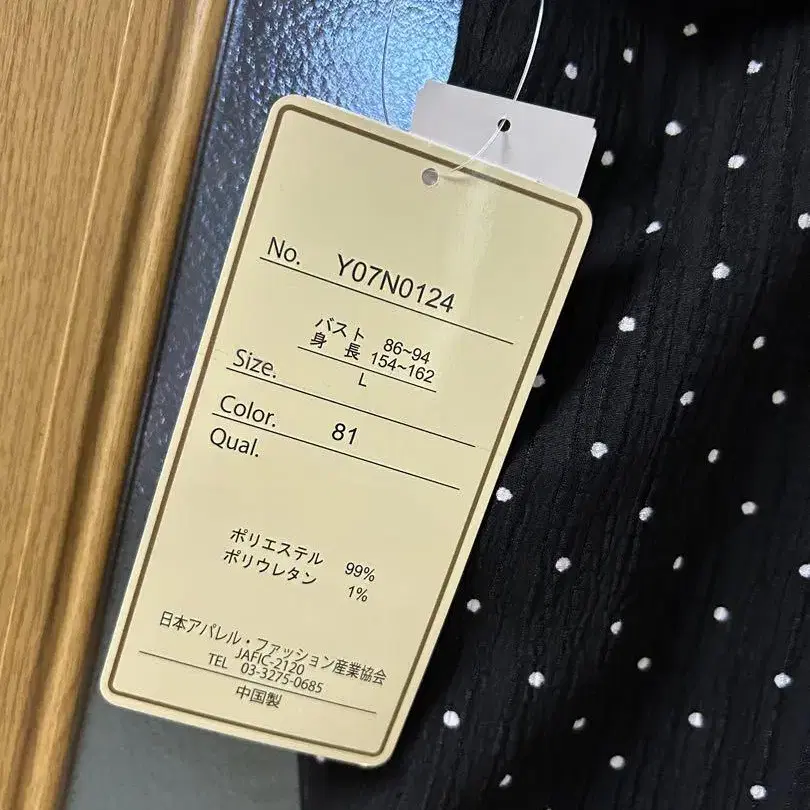 No. Y07N0124
バスト 86~94
身 長 154~162
Size. L
Color. 81
Qual.
ポリエステル 99%
ポリウレタン 1%
日本アパレル・ファッション産業協会
JAFIC-2120
TEL 03-3275-0685
中国製